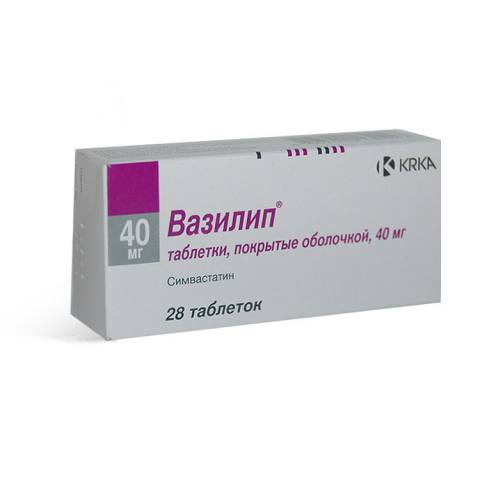 KRKA
40
мг
Вазилип®
таблетки, покрытые оболочкой, 40 мг
Симвастатин
28 таблеток